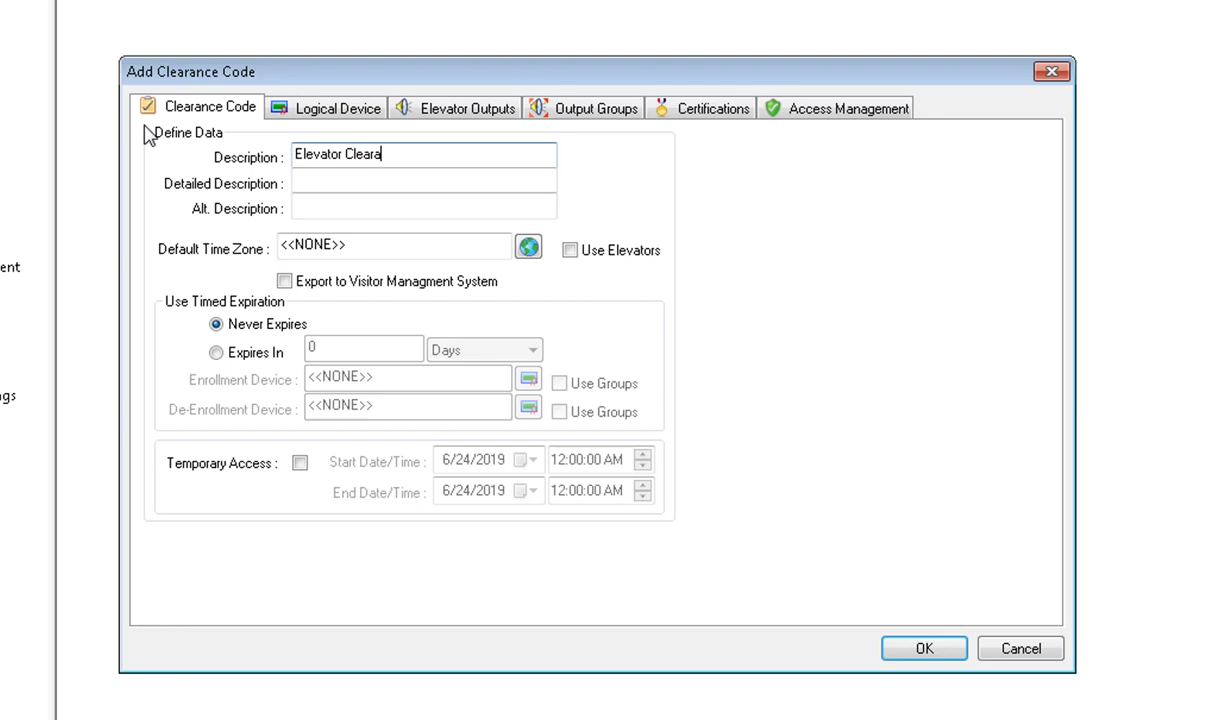 Add Clearance Code
Clearance Code Logical Device Elevator Outputs Output Groups Certifications Access Management
Define Data
Description : Elevator Cleara
Detailed Description :
Alt. Description :
Default Time Zone : <<NONE>> Use Elevators
ent
Export to Visitor Managment System
Use Timed Expiration
Never Expires
Expires In 0 Days
Enrollment Device : <<NONE>> Use Groups
gs
De-Enrollment Device : <<NONE>> Use Groups
Temporary Access : Start Date/Time : 6/24/2019 12:00:00 AM
End Date/Time : 6/24/2019 12:00:00 AM
OK Cancel